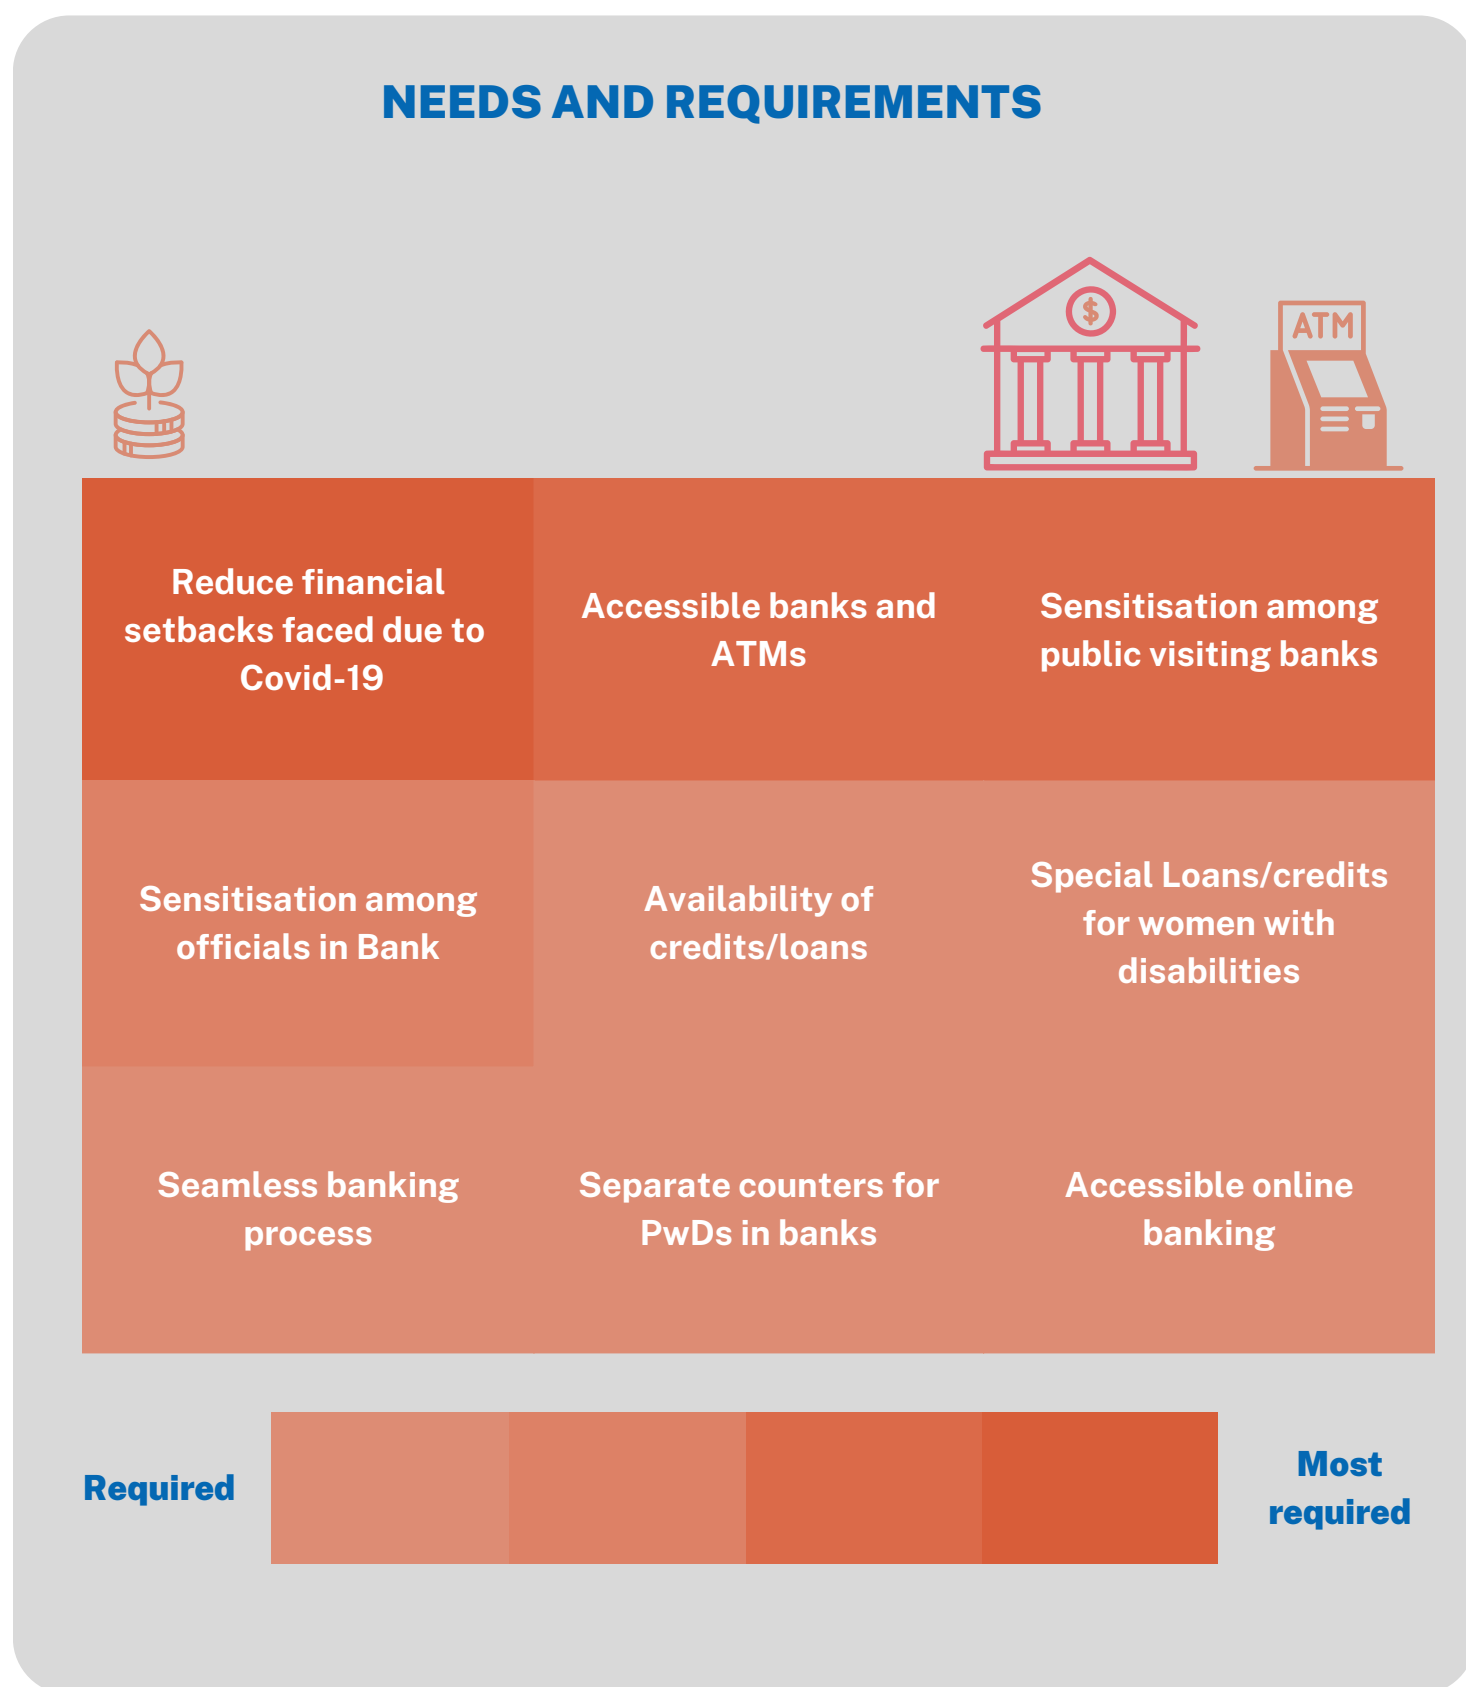 NEEDS AND REQUIREMENTS
$
ATM
Reduce financial
setbacks faced due to
Covid-19
Accessible banks and
ATMs
Sensitisation among
public visiting banks
Sensitisation among
officials in Bank
Availability of
credits/loans
Special Loans/credits
for women with
disabilities
Seamless banking
process
Separate counters for
PwDs in banks
Accessible online
banking
Required
Most
required